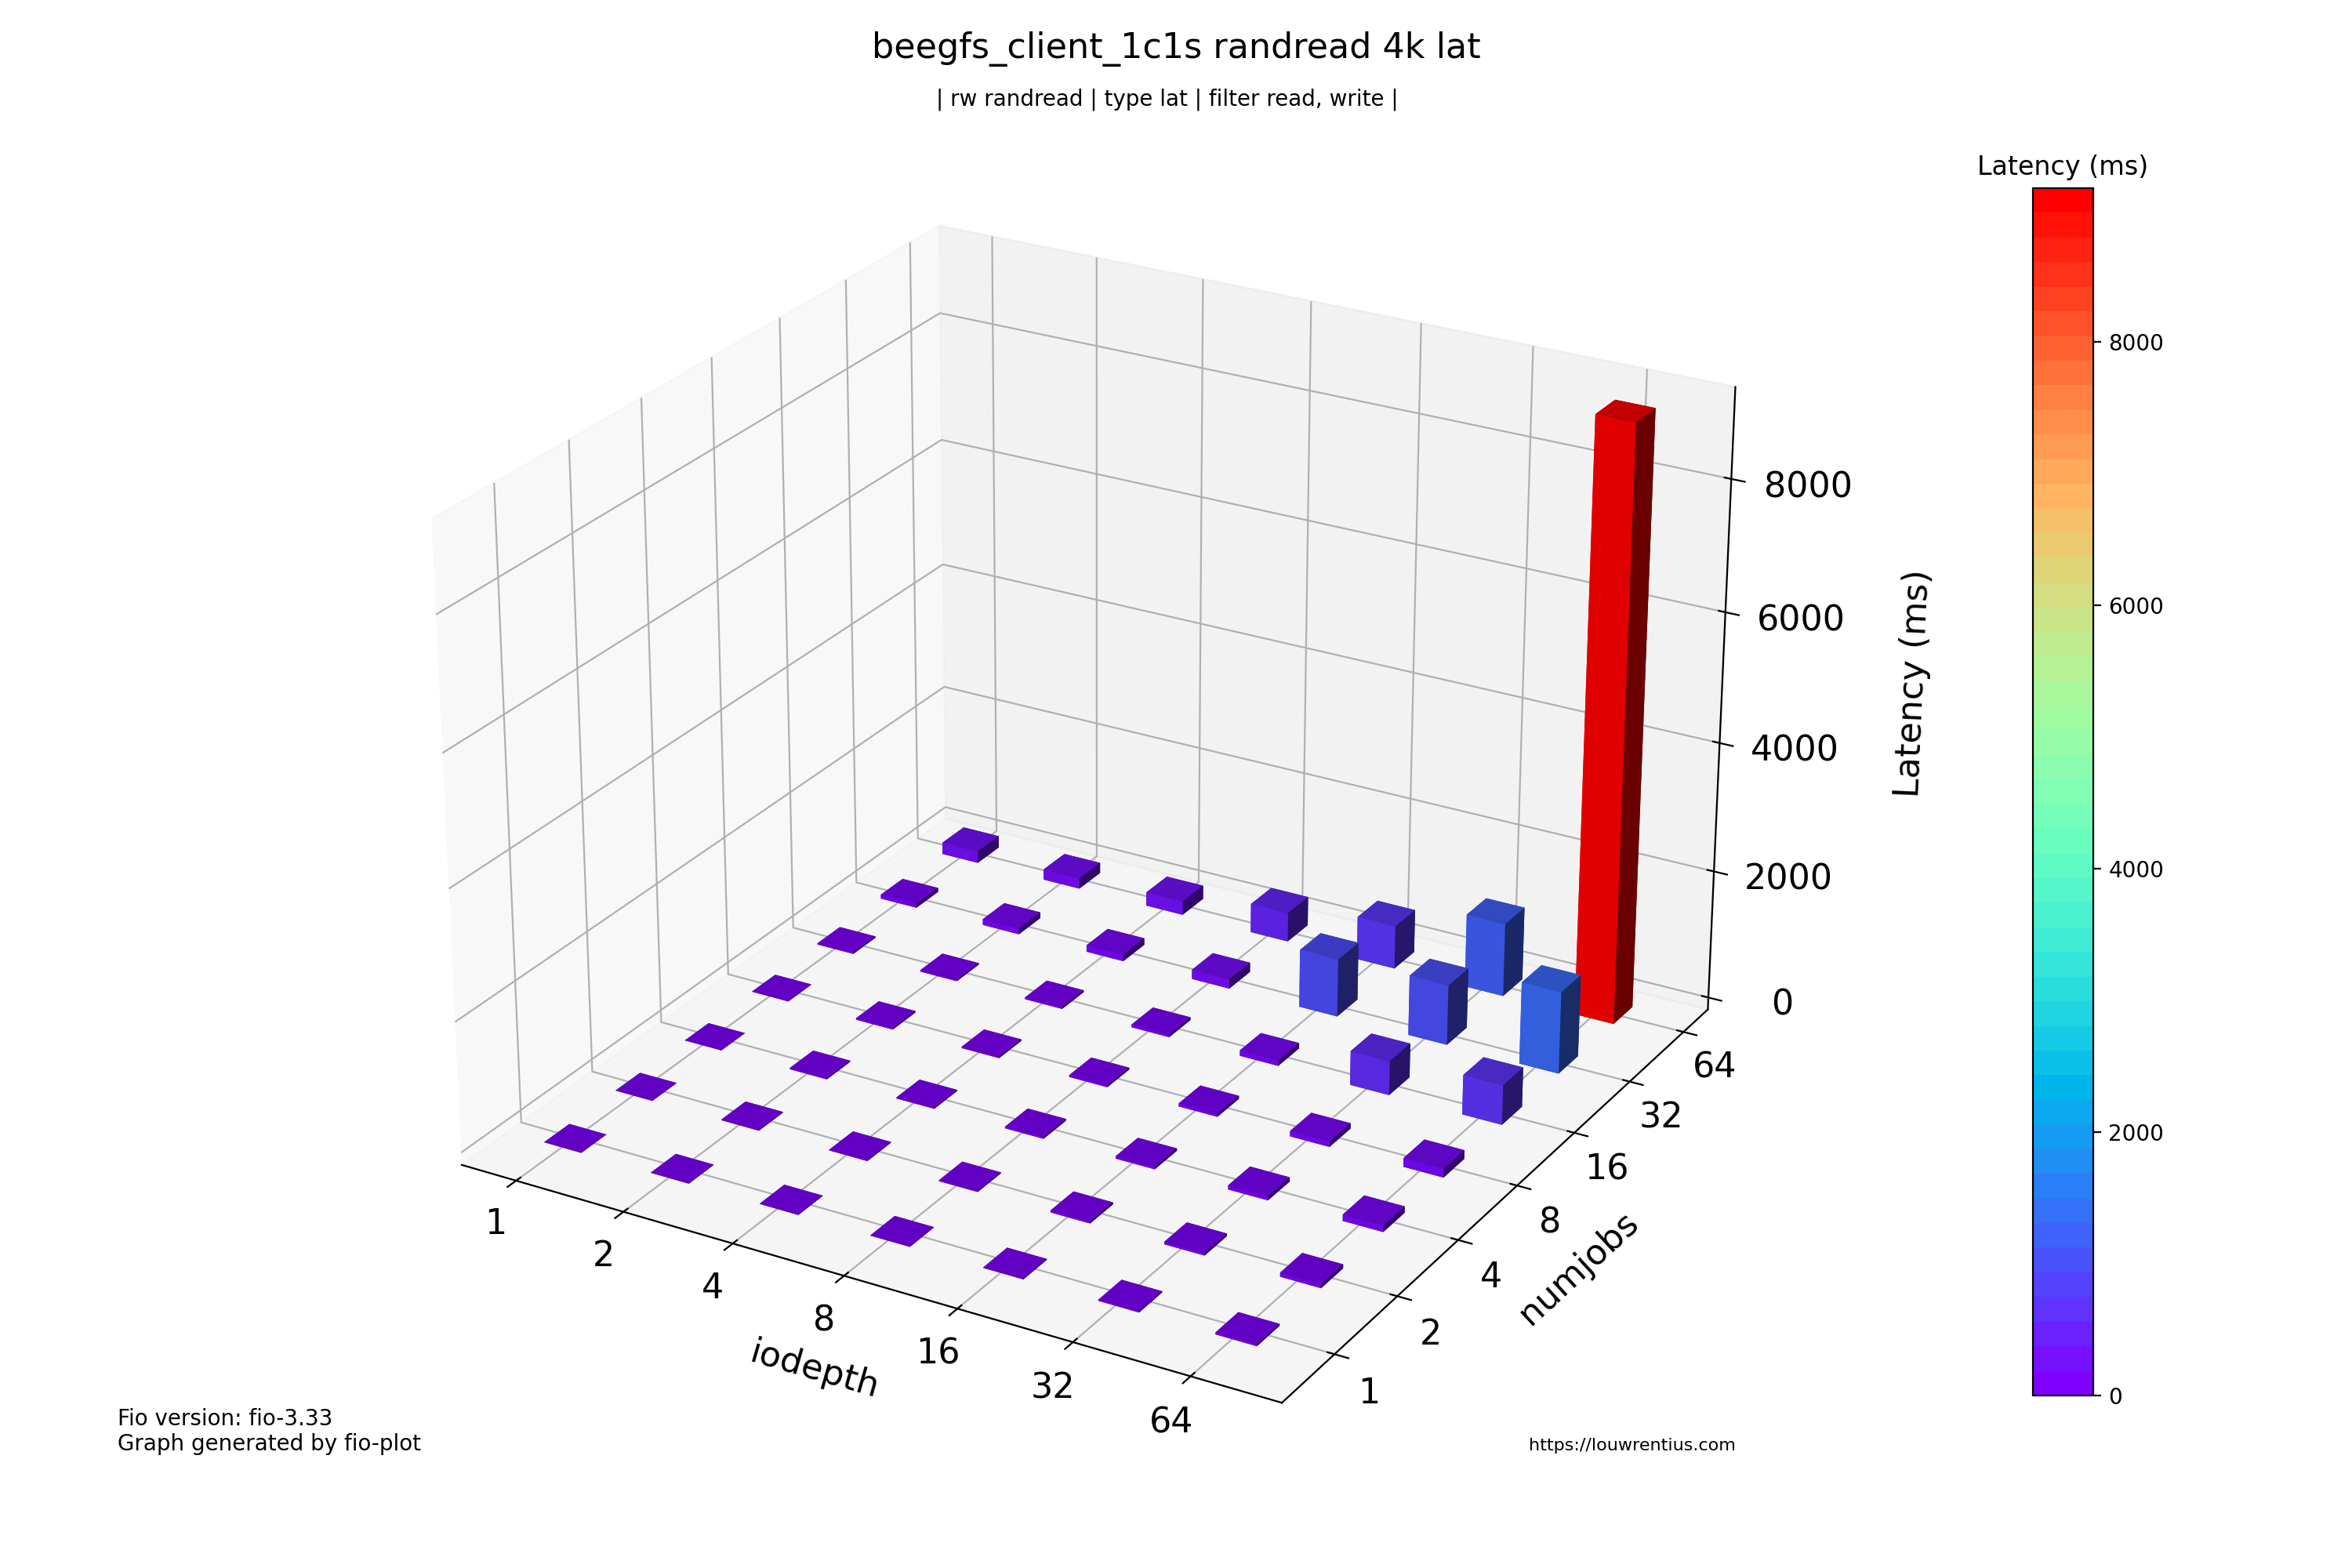 beegfs_client_1c1s randread 4k lat
| rw randread | type lat | filter read, write |
Latency (ms)
8000
6000
4000
2000
0
8000
6000
4000
2000
0
Latency (ms)
64
32
16
8
4
2
1
numjobs
1
2
4
8
16
32
64
iodepth
Fio version: fio-3.33
Graph generated by fio-plot
https://louwrentius.com